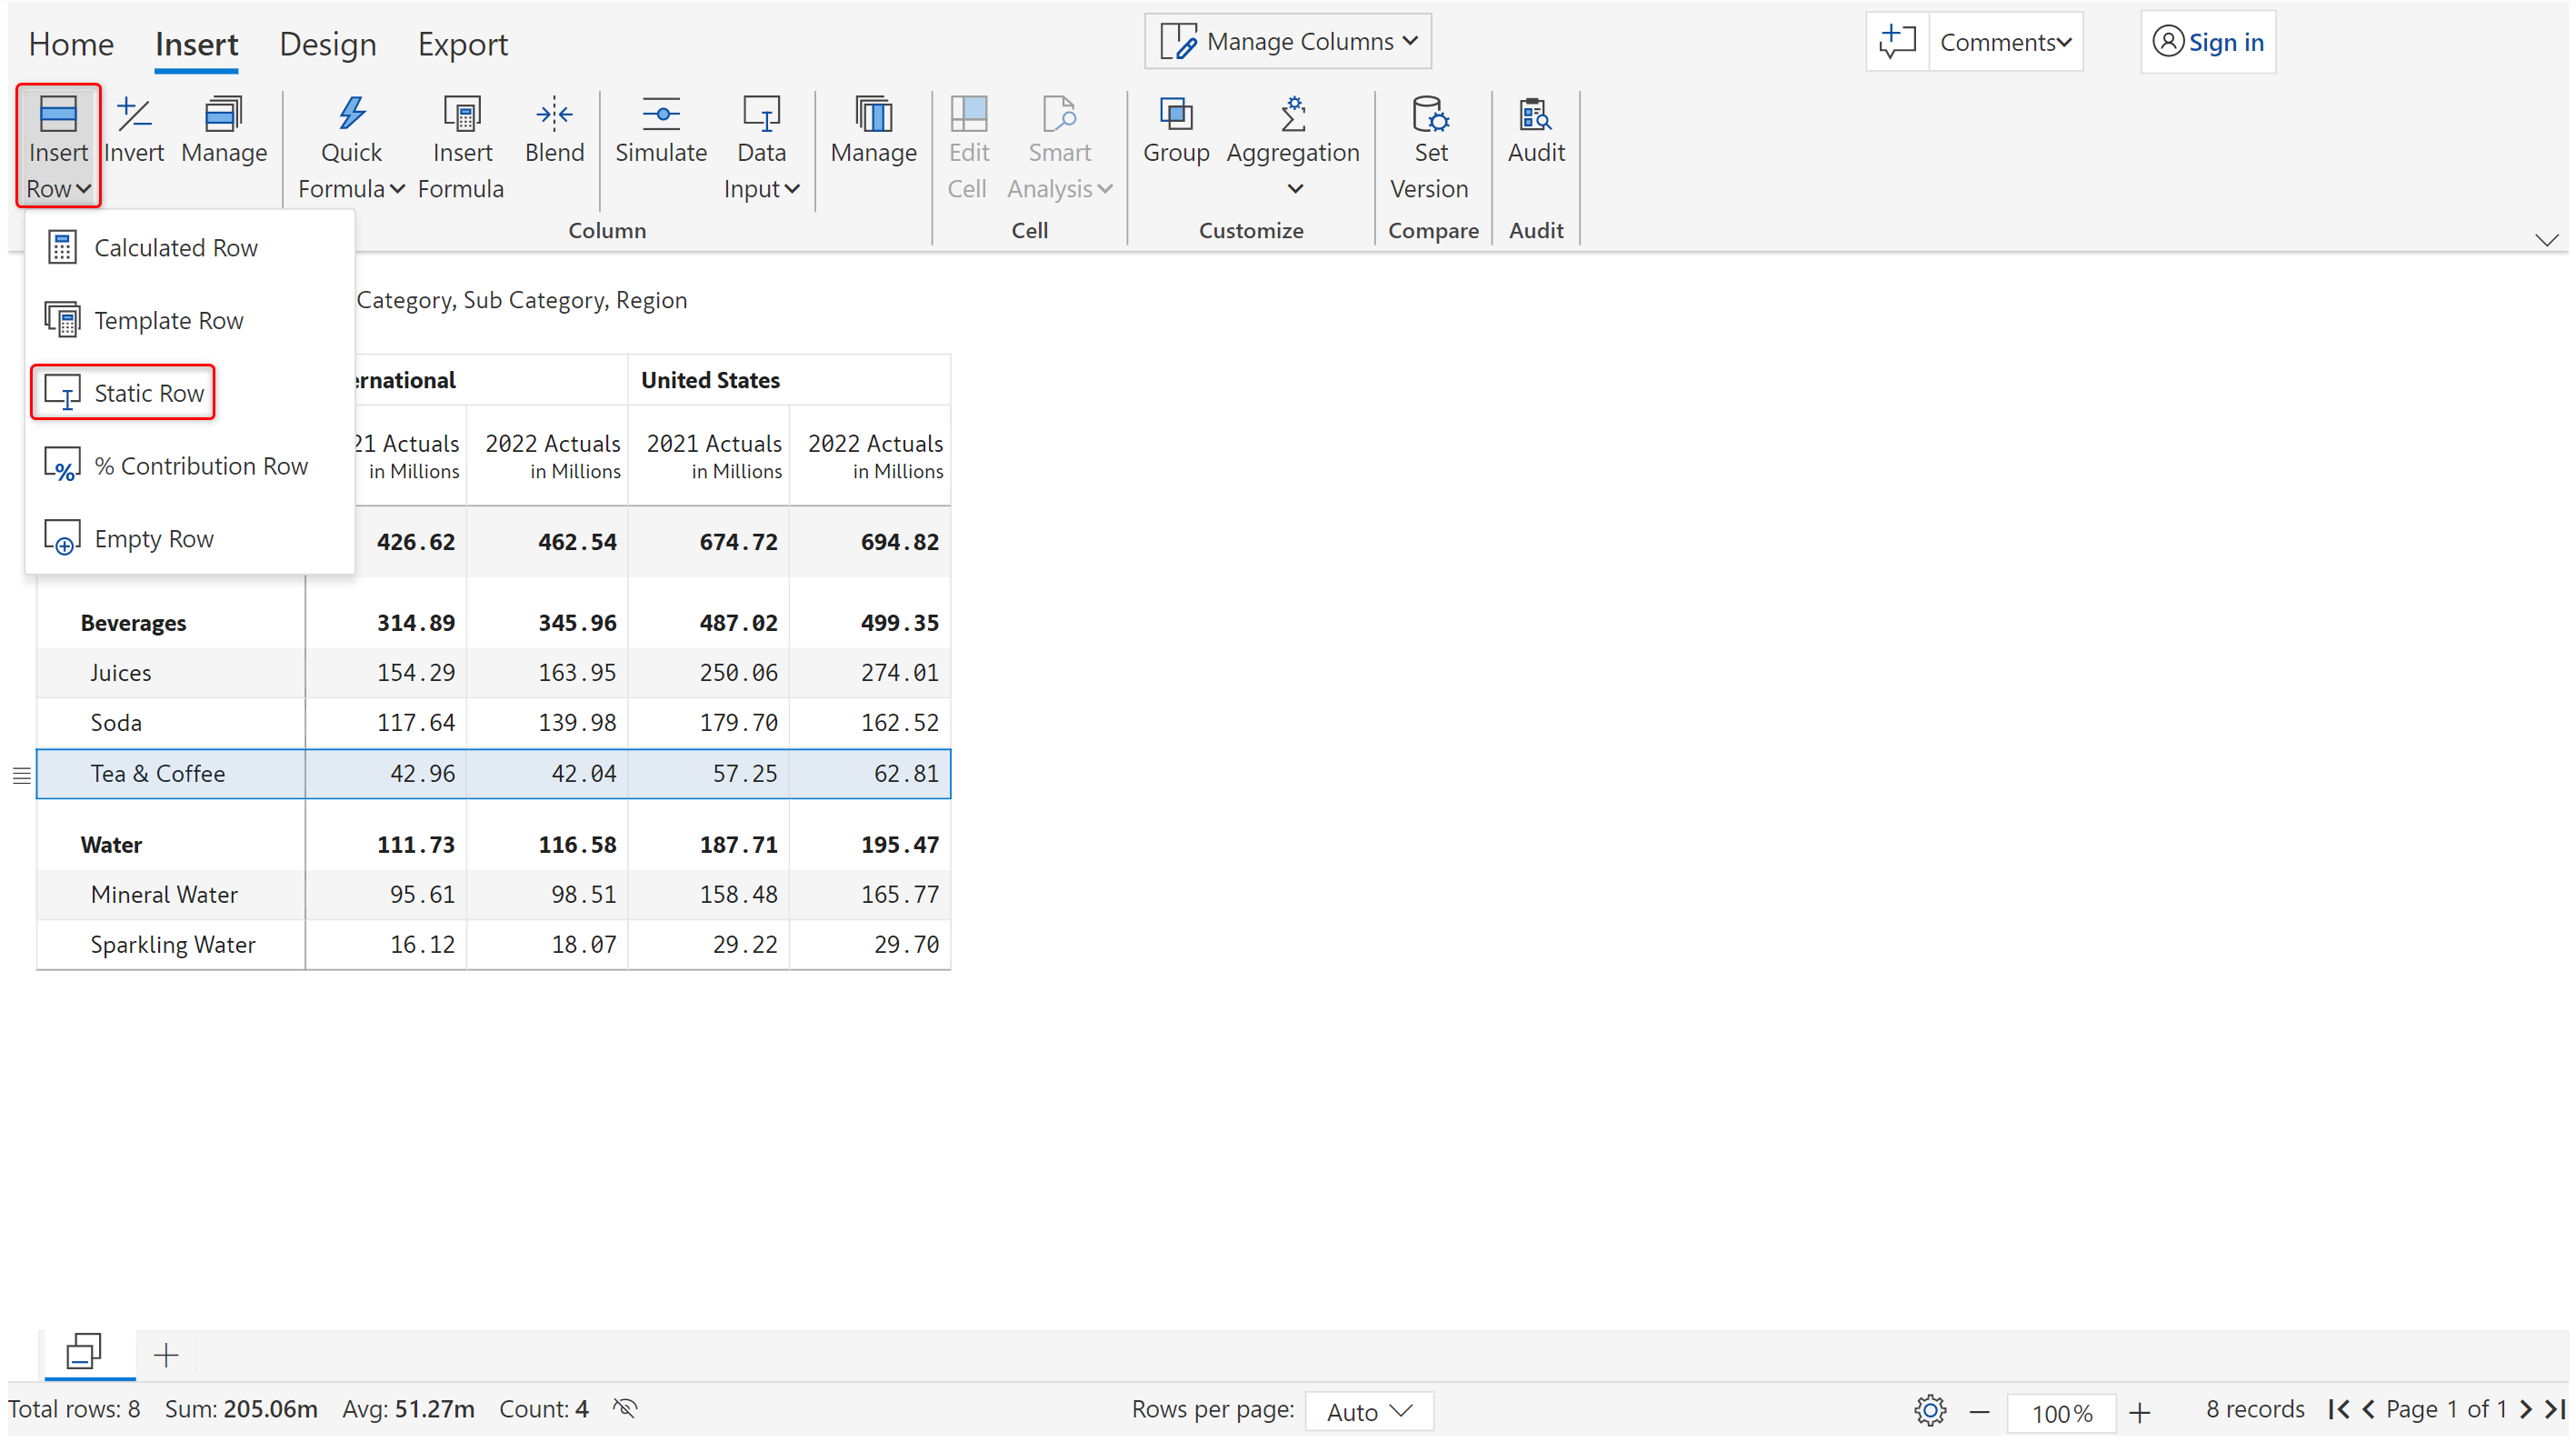 Home Insert Design Export Manage Columns Comments Sign in
Insert Invert Manage Quick Insert Blend Simulate Data Manage Edit Smart Group Aggregation Set Audit
Row Formula Formula Input Cell Analysis Version
Column Cell Customize Compare Audit
Calculated Row
Category, Sub Category, Region
Template Row
ernational United States
Static Row
21 Actuals 2022 Actuals 2021 Actuals 2022 Actuals
in Millions in Millions in Millions in Millions
% Contribution Row
Empty Row 426.62 462.54 674.72 694.82
Beverages 314.89 345.96 487.02 499.35
Juices 154.29 163.95 250.06 274.01
Soda 117.64 139.98 179.70 162.52
Tea & Coffee 42.96 42.04 57.25 62.81
Water 111.73 116.58 187.71 195.47
Mineral Water 95.61 98.51 158.48 165.77
Sparkling Water 16.12 18.07 29.22 29.70
Total rows: 8 Sum: 205.06m Avg: 51.27m Count: 4 Rows per page: Auto 100% 8 records Page 1 of 1